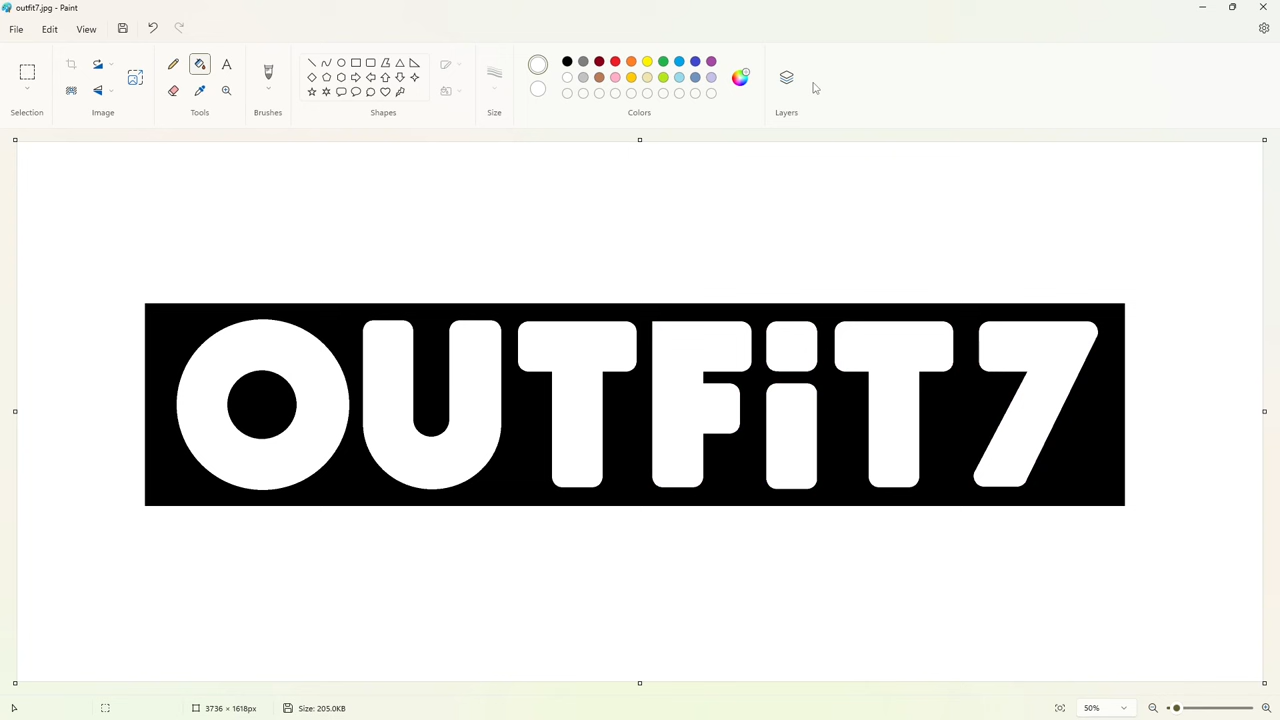 outfit7.jpg - Paint
File Edit View
Selection Image Tools Brushes Shapes Size Colors Layers
OUTFiT7
3736 × 1618px Size: 205.0KB 50%